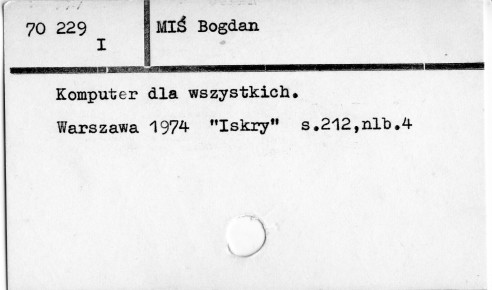 70 229 MIŚ Bogdan
I
Komputer dla wszystkich.
Warszawa 1974 "Iskry" s.212,nlb.4